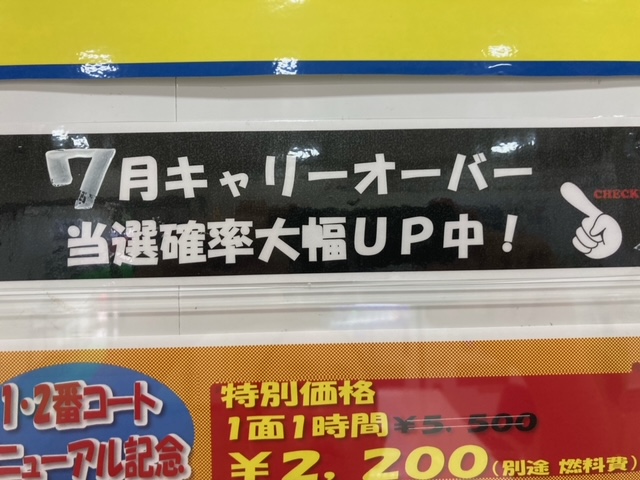 7月キャリーオーバー
当選確率大幅UP中！
CHECK
1・2番コート
ニューアル記念
特別価格
1面1時間 ¥5,500
¥2,200(別途 燃料費)